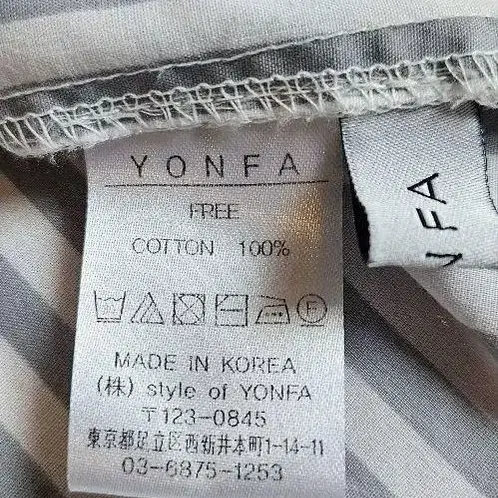 YONFA
FREE
COTTON 100%
MADE IN KOREA
(株) style of YONFA
〒123-0845
東京都足立区西新井本町1-14-11
03-6875-1253
NFA